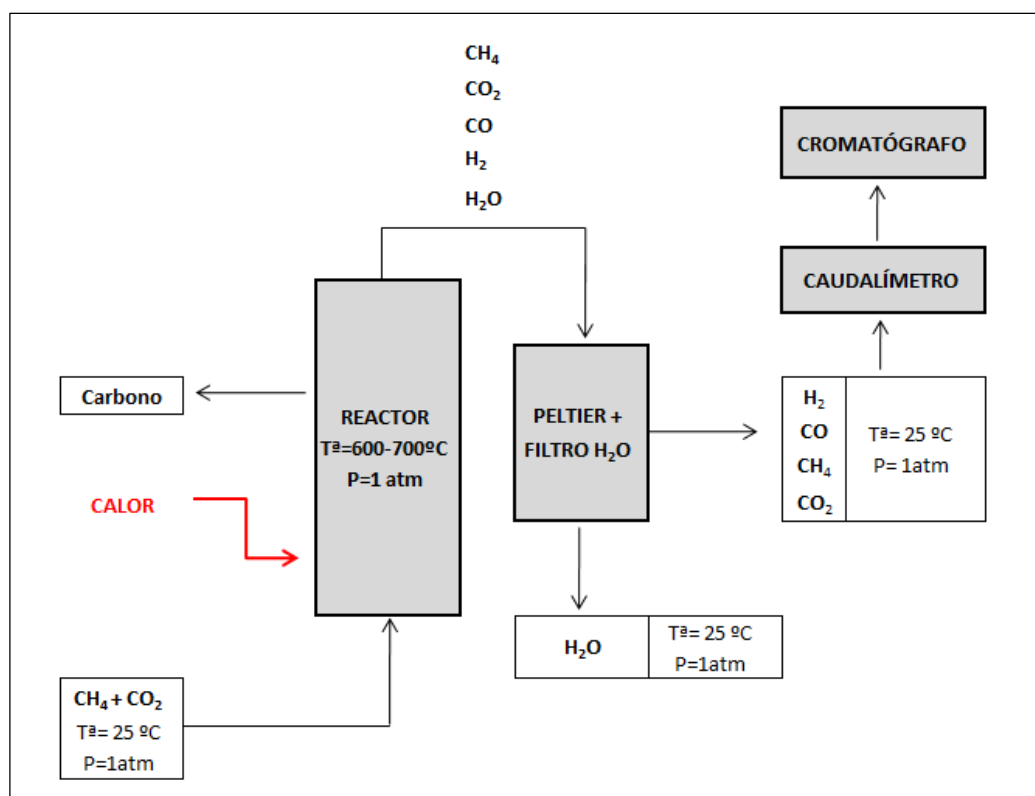 CH₄
CO₂
CO
H₂
H₂O
CROMATÓGRAFO
CAUDALÍMETRO
Carbono
REACTOR
Tª=600-700ºC
P=1 atm
PELTIER +
FILTRO H₂O
H₂
CO
CH₄
CO₂
Tª= 25 ºC
P= 1atm
CALOR
H₂O
Tª= 25 ºC
P=1atm
CH₄ + CO₂
Tª= 25 ºC
P=1atm